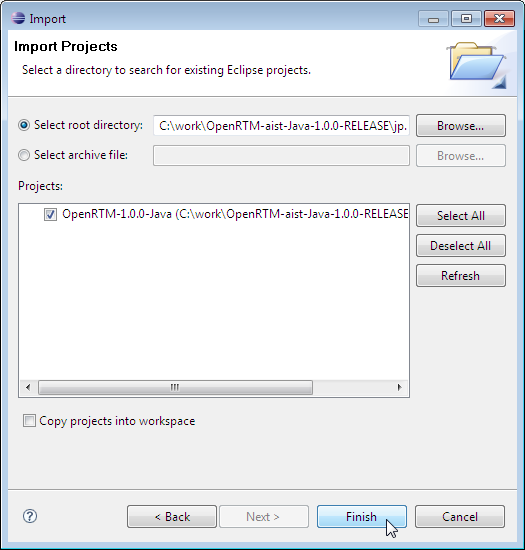 Import
Import Projects
Select a directory to search for existing Eclipse projects.
Select root directory: C:\work\OpenRTM-aist-Java-1.0.0-RELEASE\jp. Browse...
Select archive file: Browse...
Projects:
OpenRTM-1.0.0-Java (C:\work\OpenRTM-aist-Java-1.0.0-RELEASE
Select All
Deselect All
Refresh
Copy projects into workspace
? < Back Next > Finish Cancel